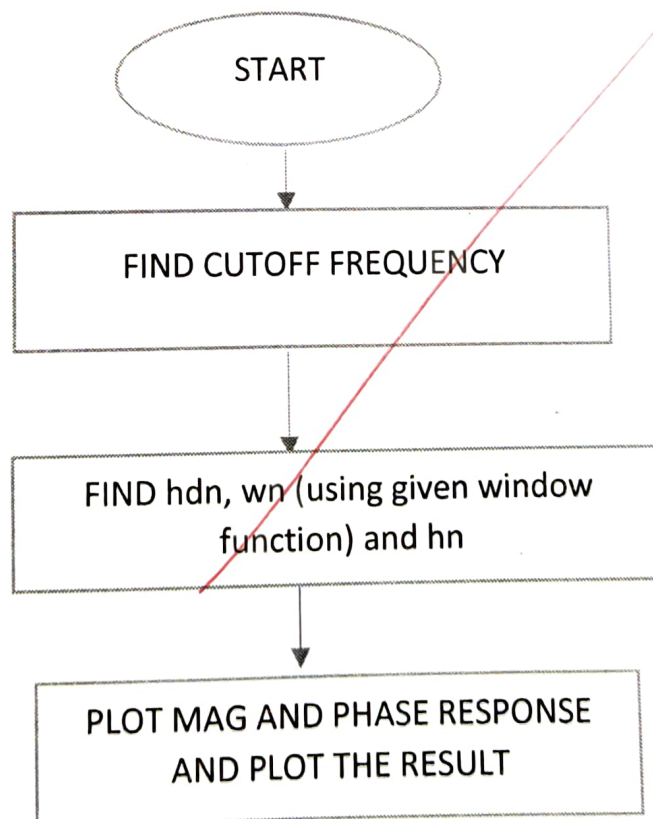 START
FIND CUTOFF FREQUENCY
FIND hdn, wn (using given window
function) and hn
PLOT MAG AND PHASE RESPONSE
AND PLOT THE RESULT